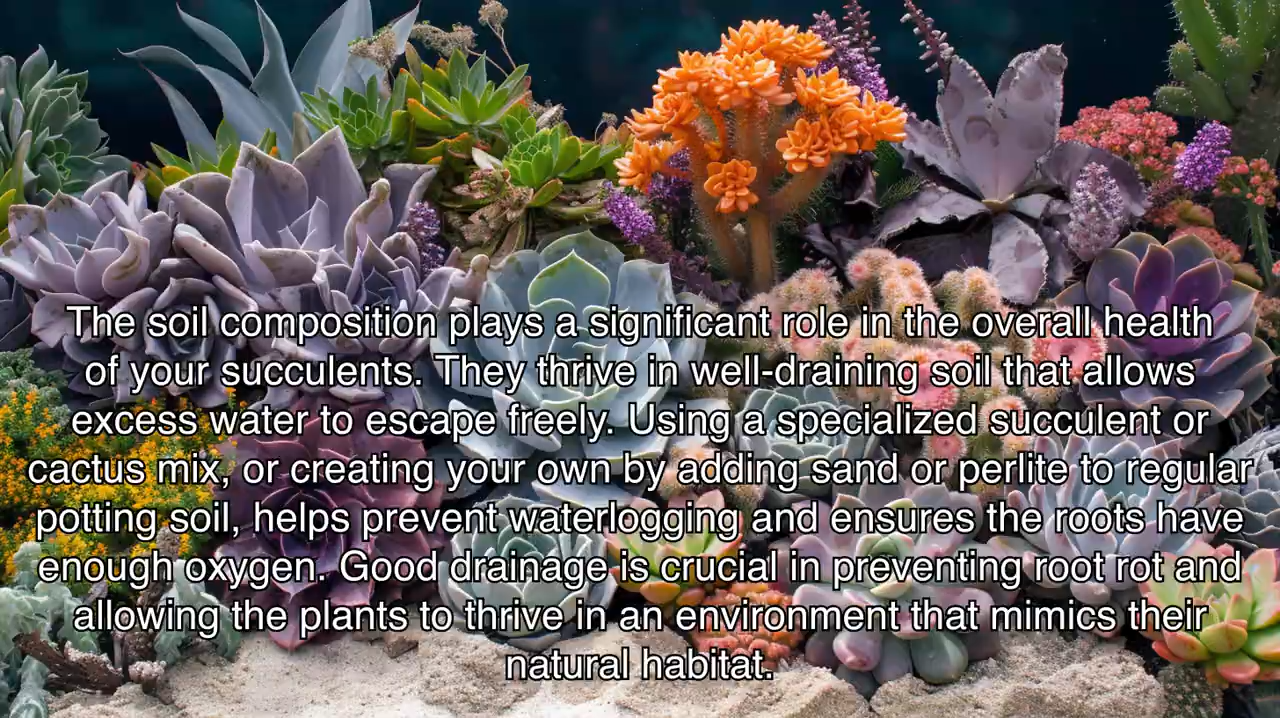 The soil composition plays a significant role in the overall health
of your succulents. They thrive in well-draining soil that allows
excess water to escape freely. Using a specialized succulent or
cactus mix, or creating your own by adding sand or perlite to regular
potting soil, helps prevent waterlogging and ensures the roots have
enough oxygen. Good drainage is crucial in preventing root rot and
allowing the plants to thrive in an environment that mimics their
natural habitat.